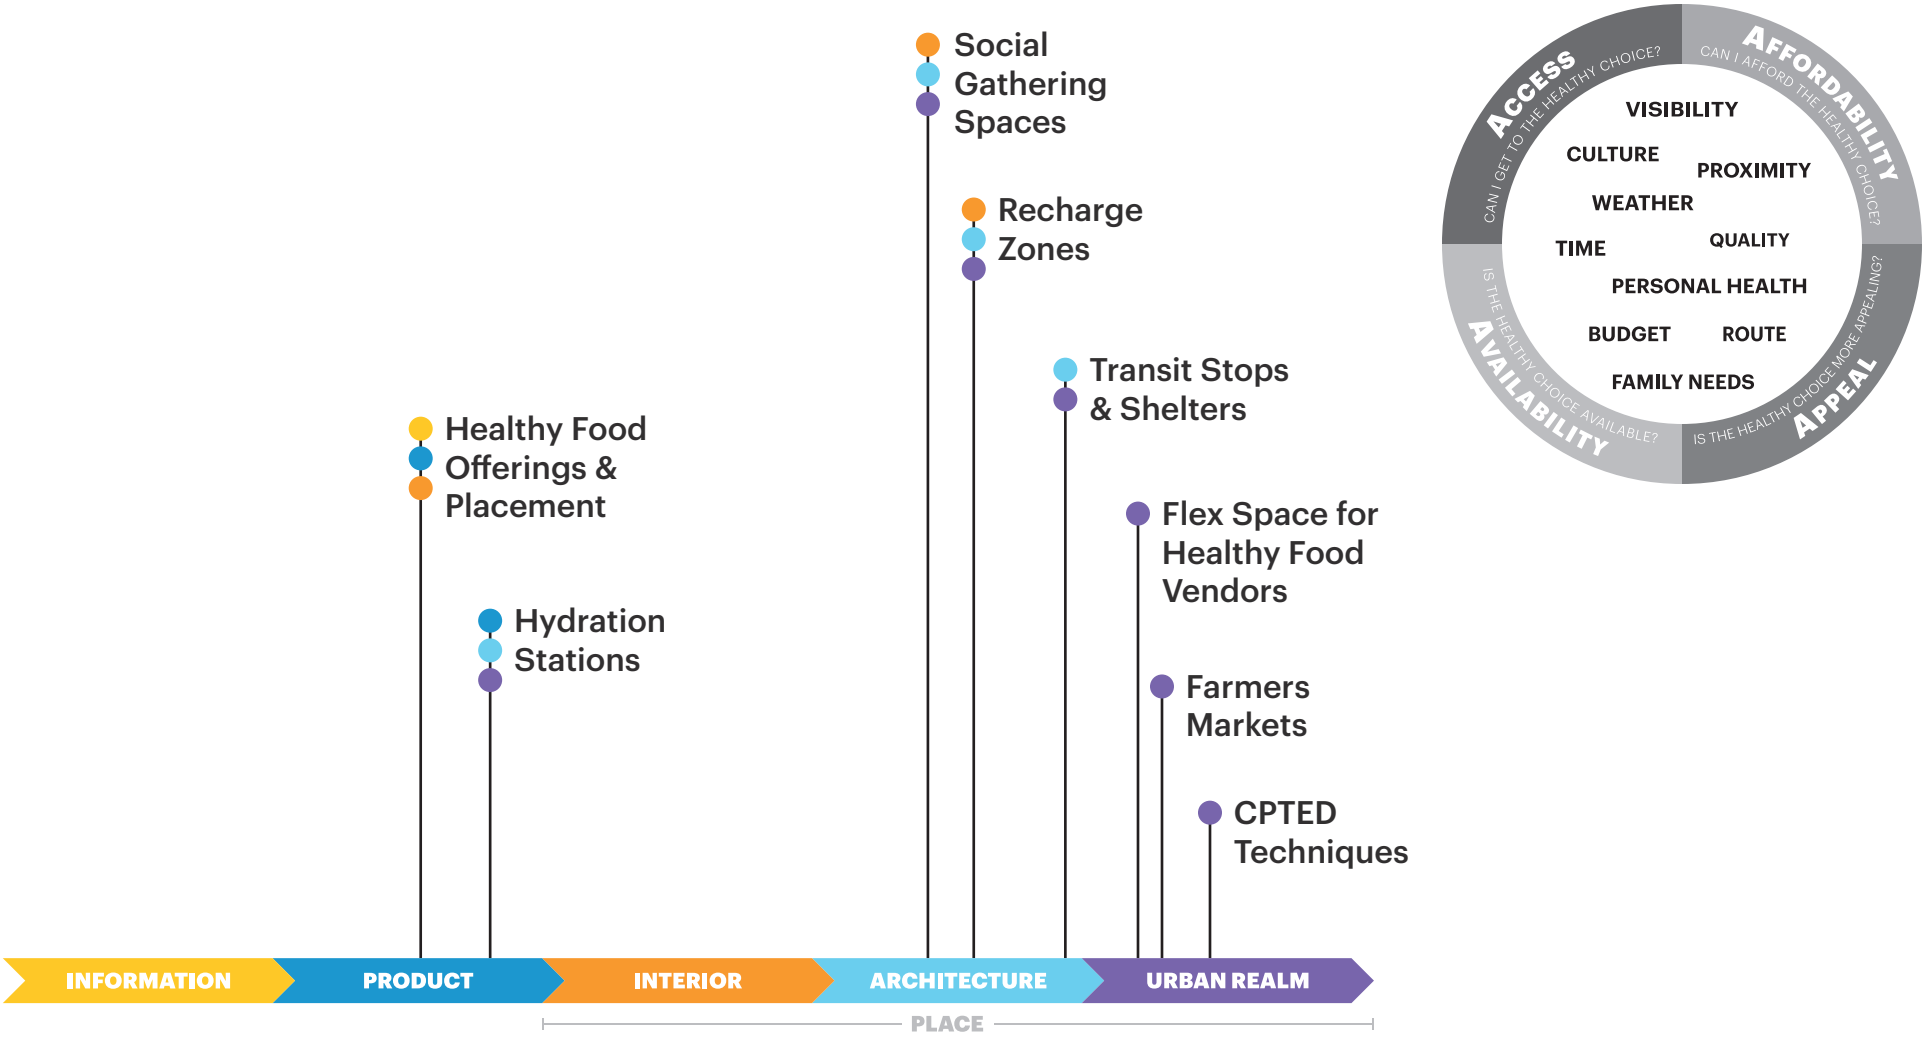 Social
Gathering
Spaces
Recharge
Zones
Transit Stops
& Shelters
Healthy Food
Offerings &
Placement
Flex Space for
Healthy Food
Vendors
Hydration
Stations
Farmers
Markets
CPTED
Techniques
INFORMATION
PRODUCT
INTERIOR
ARCHITECTURE
URBAN REALM
PLACE
ACCESS
CAN I GET TO THE HEALTHY CHOICE?
AFFORDABILITY
CAN I AFFORD THE HEALTHY CHOICE?
VISIBILITY
CULTURE
PROXIMITY
WEATHER
TIME
QUALITY
PERSONAL HEALTH
BUDGET
ROUTE
FAMILY NEEDS
IS THE HEALTHY CHOICE AVAILABLE?
AVAILABILITY
IS THE HEALTHY CHOICE MORE APPEALING?
APPEAL